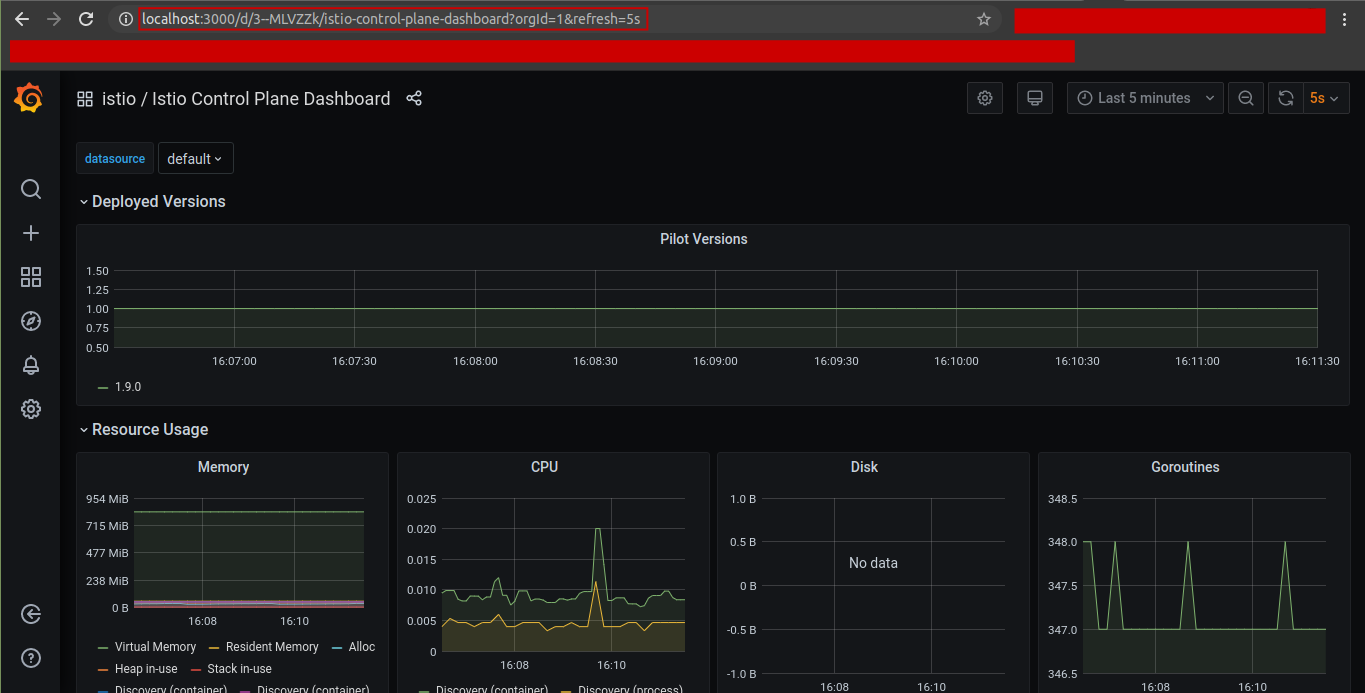 localhost:3000/d/3--MLVZZk/istio-control-plane-dashboard?orgId=1&refresh=5s
istio / Istio Control Plane Dashboard
Last 5 minutes
5s
datasource default
Deployed Versions
Pilot Versions
1.50
1.25
1.00
0.75
0.50
16:07:00 16:07:30 16:08:00 16:08:30 16:09:00 16:09:30 16:10:00 16:10:30 16:11:00 16:11:30
1.9.0
Resource Usage
Memory
954 MiB
715 MiB
477 MiB
238 MiB
0 B
16:08 16:10
Virtual Memory Resident Memory Alloc
Heap in-use Stack in-use
Discovery (container) Discovery (container)
CPU
0.025
0.020
0.015
0.010
0.005
0
16:08 16:10
Discovery (container) Discovery (process)
Disk
1.0 B
0.5 B
0 B
-0.5 B
-1.0 B
No data
16:08 16:10
Goroutines
348.5
348.0
347.5
347.0
346.5
16:08 16:10